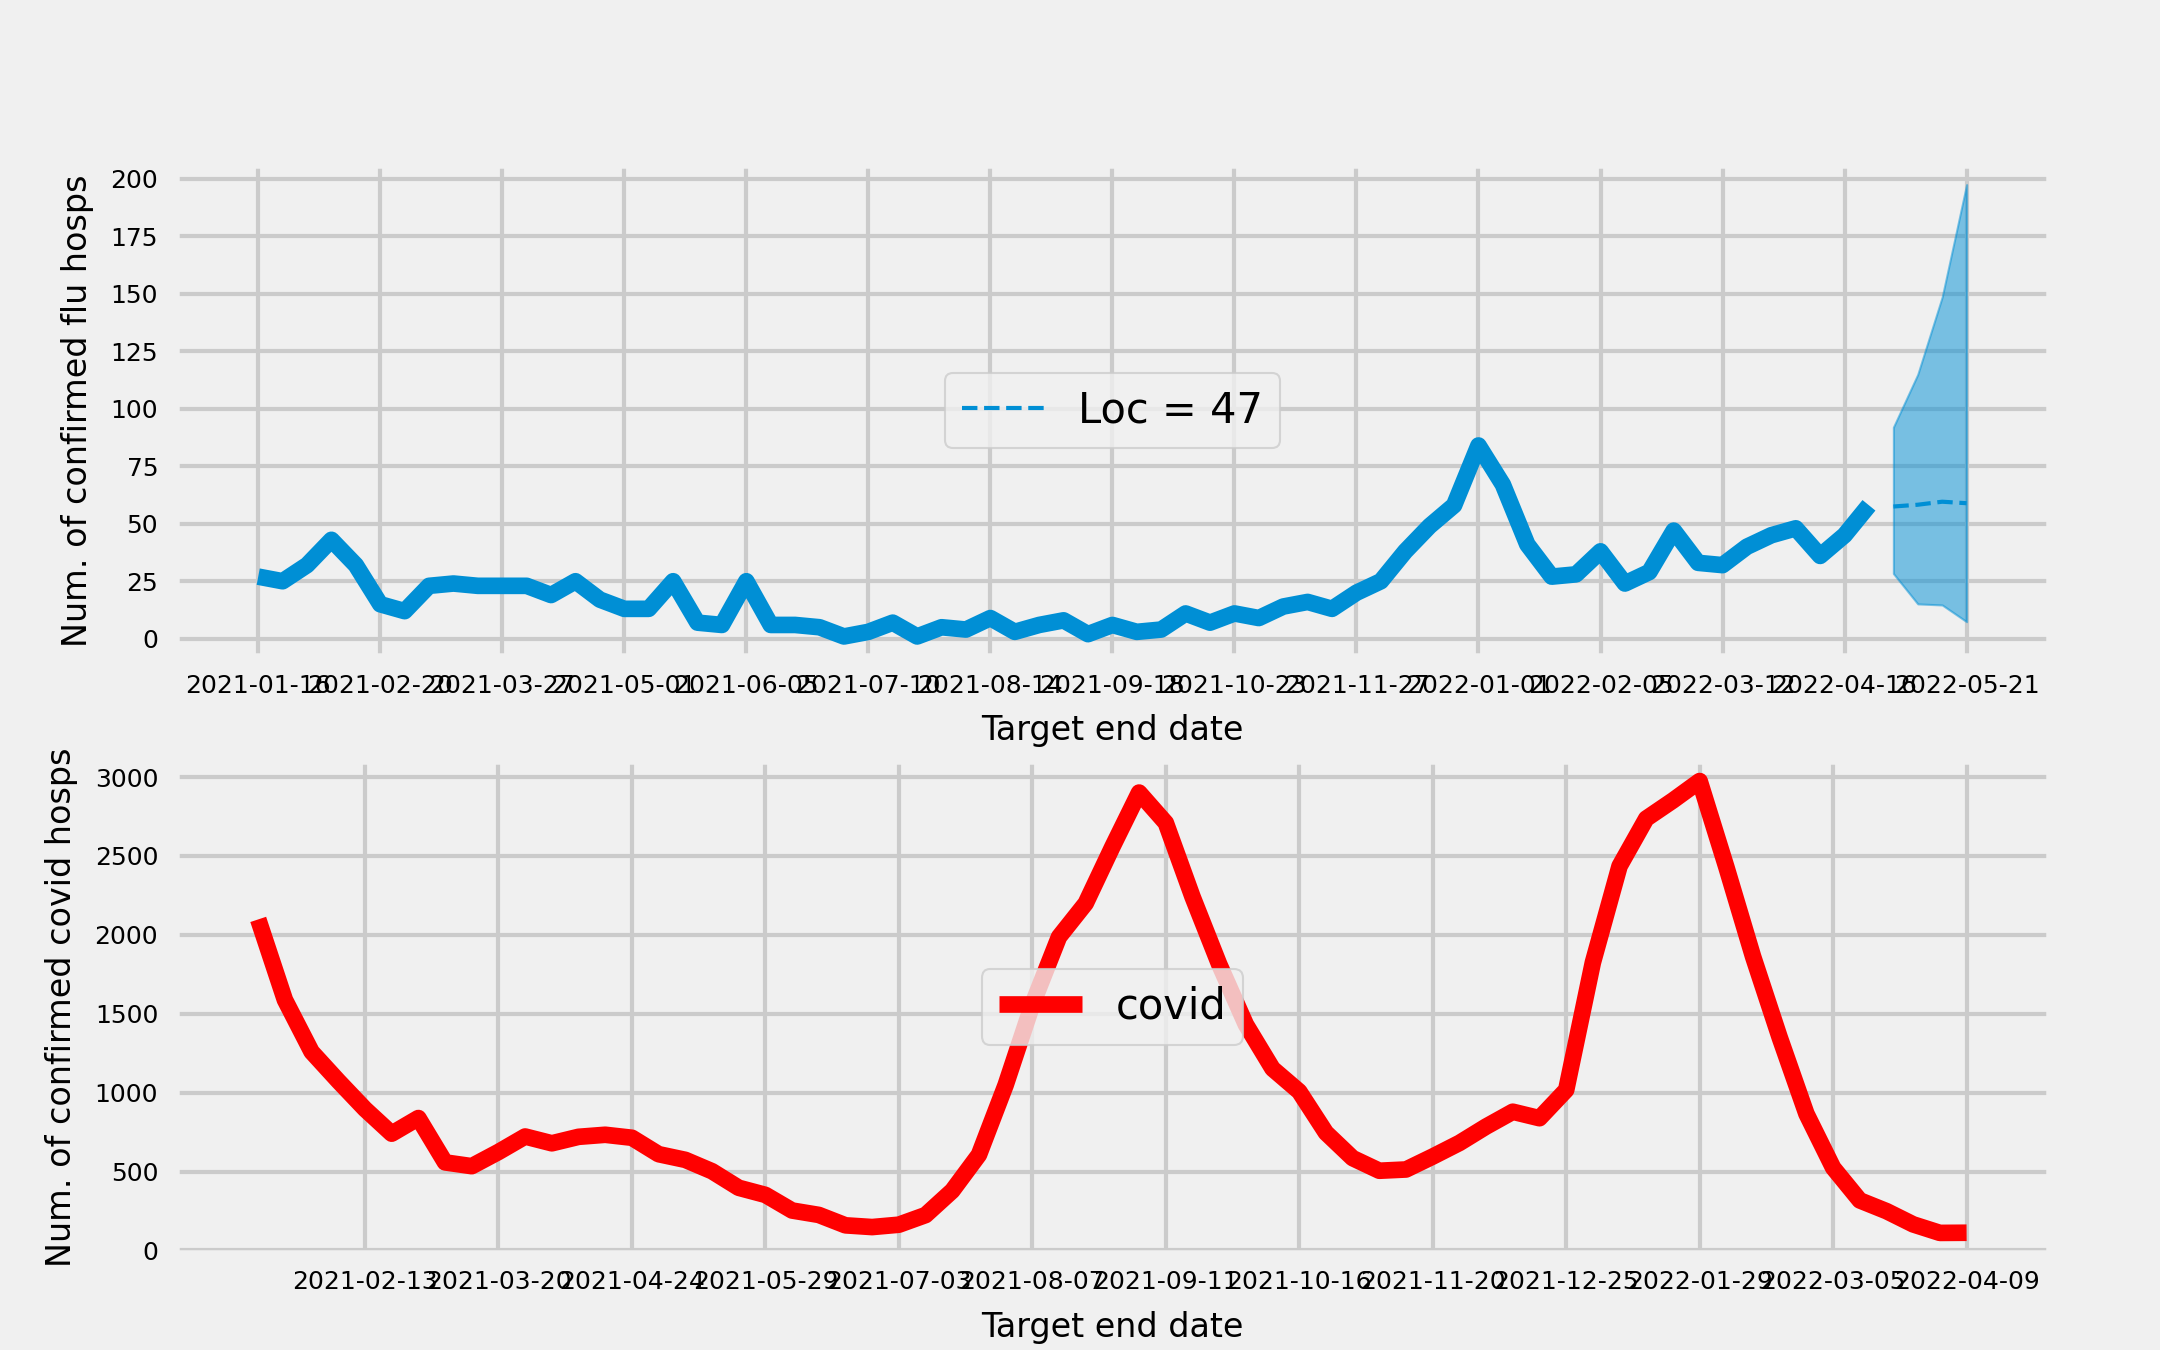 Num. of confirmed flu hosps
200
175
150
125
100
75
50
25
0
Loc = 47
2021-01-16 2021-02-20 2021-03-27 2021-05-01 2021-06-05 2021-07-10 2021-08-14 2021-09-18 2021-10-23 2021-11-27 2022-01-01 2022-02-05 2022-03-12 2022-04-16 2022-05-21
Target end date
Num. of confirmed covid hosps
3000
2500
2000
1500
1000
500
0
covid
2021-02-13 2021-03-20 2021-04-24 2021-05-29 2021-07-03 2021-08-07 2021-09-11 2021-10-16 2021-11-20 2021-12-25 2022-01-29 2022-03-05 2022-04-09
Target end date